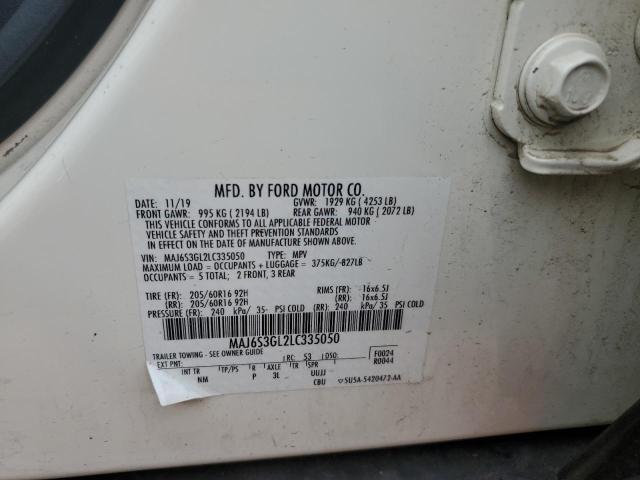 MFD. BY FORD MOTOR CO.
DATE: 11/19 GVWR: 1929 KG ( 4253 LB)
FRONT GAWR: 995 KG ( 2194 LB) REAR GAWR: 940 KG ( 2072 LB)
THIS VEHICLE CONFORMS TO ALL APPLICABLE FEDERAL MOTOR
VEHICLE SAFETY AND THEFT PREVENTION STANDARDS
IN EFFECT ON THE DATE OF MANUFACTURE SHOWN ABOVE.
VIN: MAJ6S3GL2LC335050 TYPE: MPV
MAXIMUM LOAD = OCCUPANTS + LUGGAGE = 375KG/ 827LB
OCCUPANTS = 5 TOTAL; 2 FRONT, 3 REAR
TIRE (FR): 205/60R16 92H RIMS (FR): 16x6.5J
(RR): 205/60R16 92H (RR): 16x6.5J
PRESSURE (FR): 240 kPa/ 35 PSI COLD (RR): 240 kPa/ 35 PSI COLD
MAJ6S3GL2LC335050
TRAILER TOWING - SEE OWNER GUIDE
EXT PNT: RC: 53 DSO: F0024
R0044
INT TR TP/PS R AXLE TR SPR
NM P 3L UUJJ
CBU 5U5A-5420472-AA